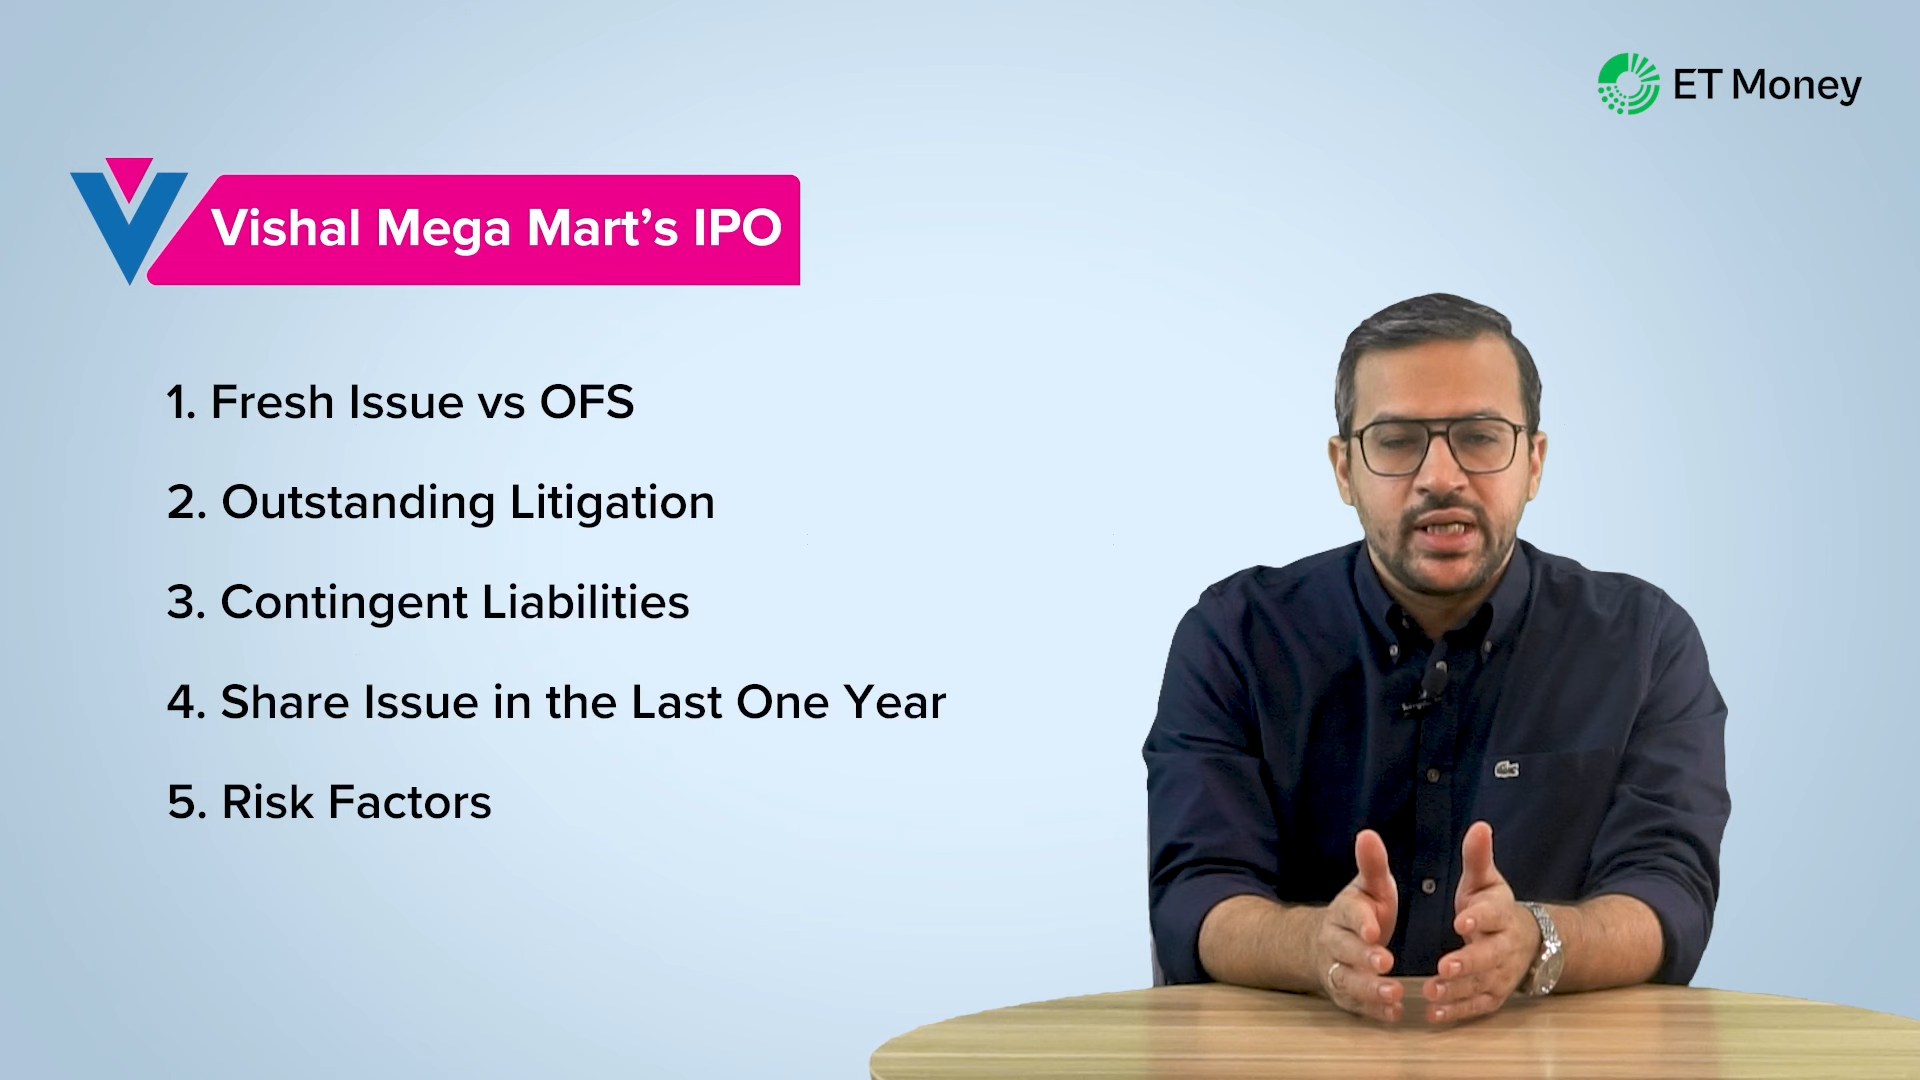 ET Money
Vishal Mega Mart’s IPO
1. Fresh Issue vs OFS
2. Outstanding Litigation
3. Contingent Liabilities
4. Share Issue in the Last One Year
5. Risk Factors